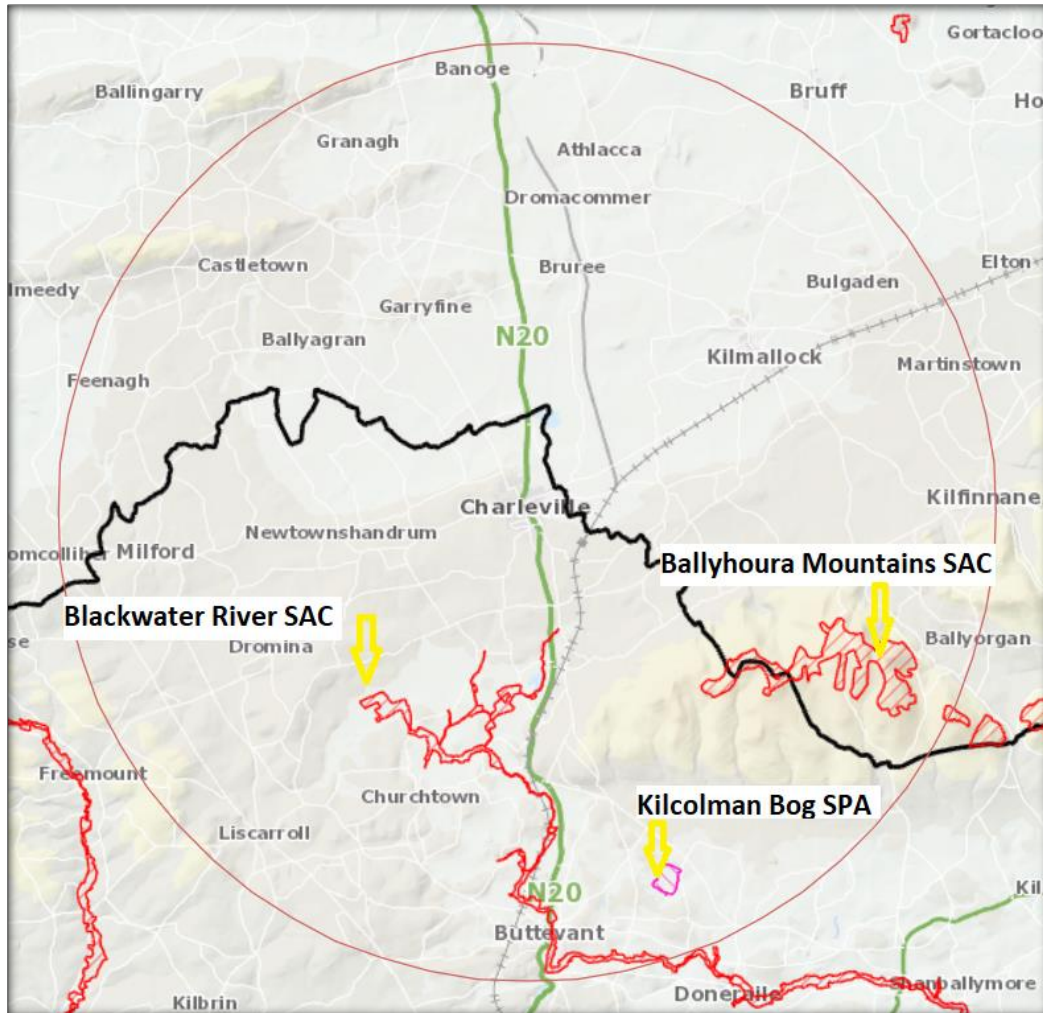 Gortacloo
Banoge
Ballingarry
Bruff
Ho
Granagh
Athlacca
Dromacommer
Castletown
Bruree
Elton
lmeedy
Bulgaden
Garryfine
N20
Ballyagran
Kilmallock
Feenagh
Martinstown
Charleville
Kilfinnane
Newtownshandrum
omcolliher
Milford
Ballyhoura Mountains SAC
Blackwater River SAC
se
Dromina
Ballyorgan
Freemount
Churchtown
Kilcolman Bog SPA
Liscarroll
N20
Kil
Buttevant
Doneraile
Shanballymore
Kilbrin